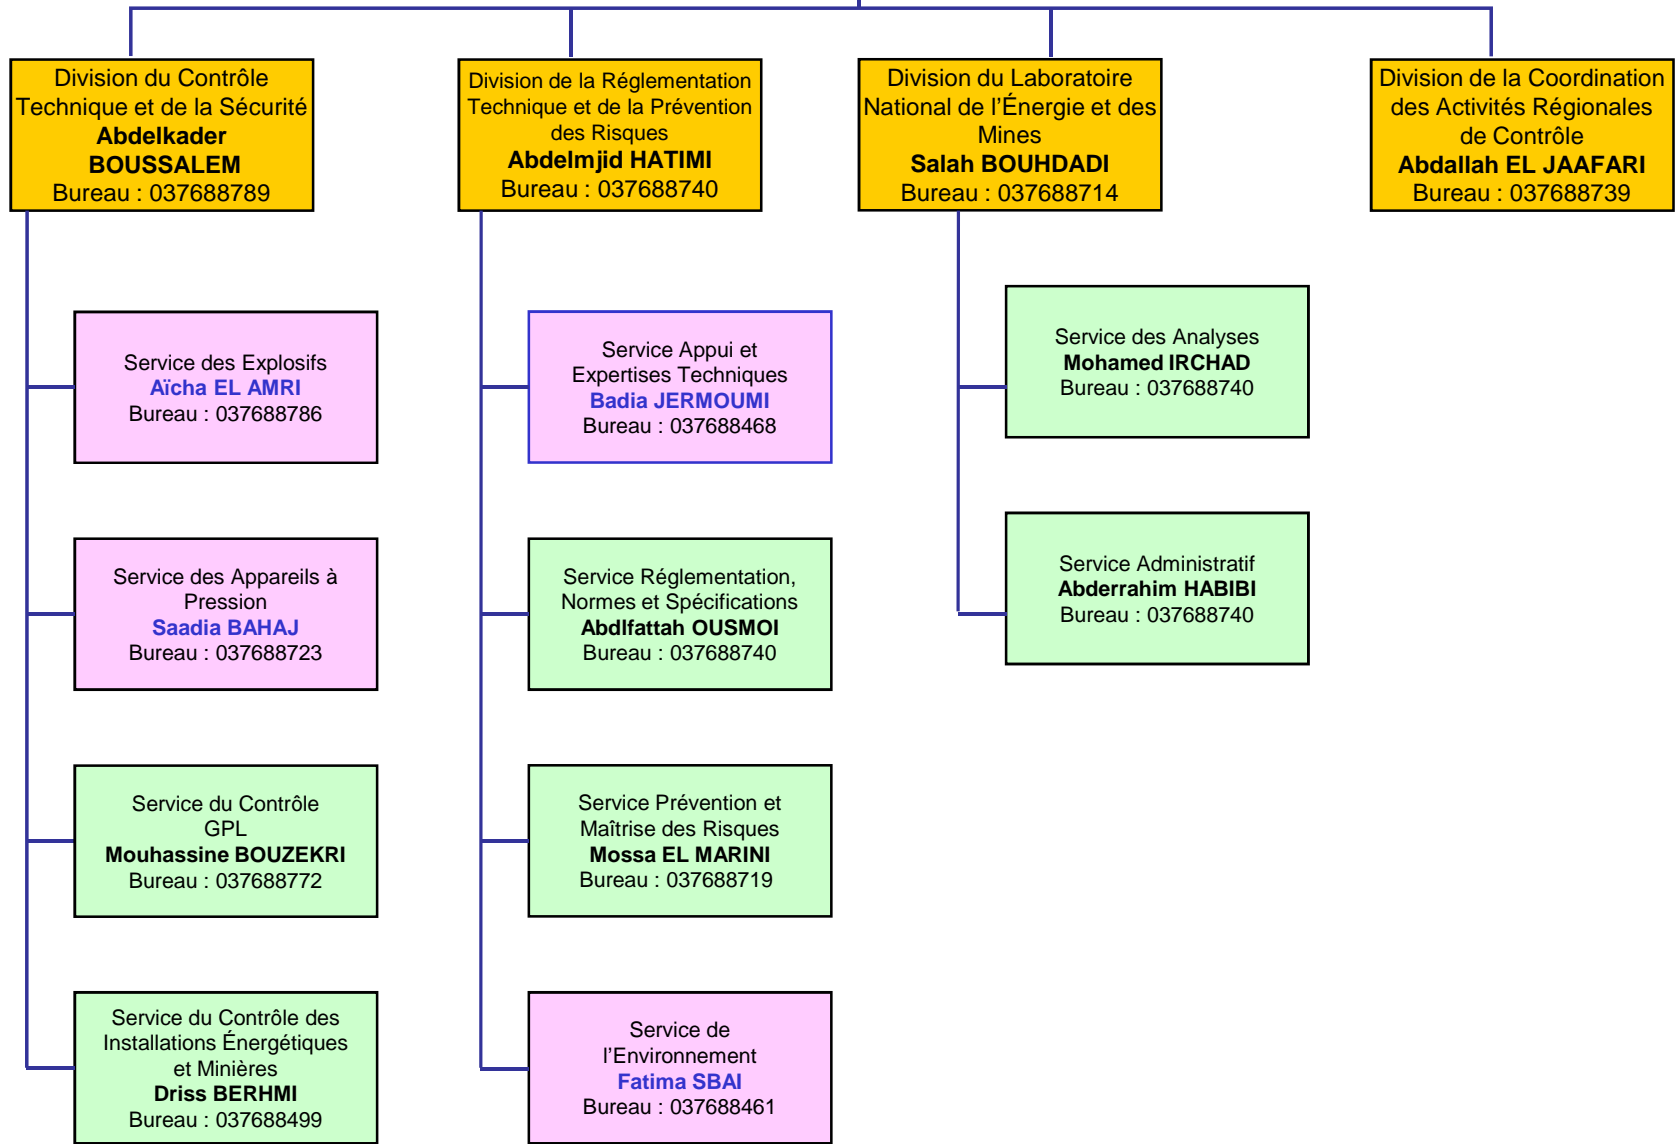 Division du Contrôle
Technique et de la Sécurité
Abdelkader
BOUSSALEM
Bureau : 037688789
Division de la Réglementation
Technique et de la Prévention
des Risques
Abdelmjid HATIMI
Bureau : 037688740
Division du Laboratoire
National de l’Énergie et des
Mines
Salah BOUHDADI
Bureau : 037688714
Division de la Coordination
des Activités Régionales
de Contrôle
Abdallah EL JAAFARI
Bureau : 037688739
Service des Explosifs
Aïcha EL AMRI
Bureau : 037688786
Service des Appareils à
Pression
Saadia BAHAJ
Bureau : 037688723
Service du Contrôle
GPL
Mouhassine BOUZEKRI
Bureau : 037688772
Service du Contrôle des
Installations Énergétiques
et Minières
Driss BERHMI
Bureau : 037688499
Service Appui et
Expertises Techniques
Badia JERMOUMI
Bureau : 037688468
Service Réglementation,
Normes et Spécifications
Abdlfattah OUSMOI
Bureau : 037688740
Service Prévention et
Maîtrise des Risques
Mossa EL MARINI
Bureau : 037688719
Service de
l’Environnement
Fatima SBAI
Bureau : 037688461
Service des Analyses
Mohamed IRCHAD
Bureau : 037688740
Service Administratif
Abderrahim HABIBI
Bureau : 037688740